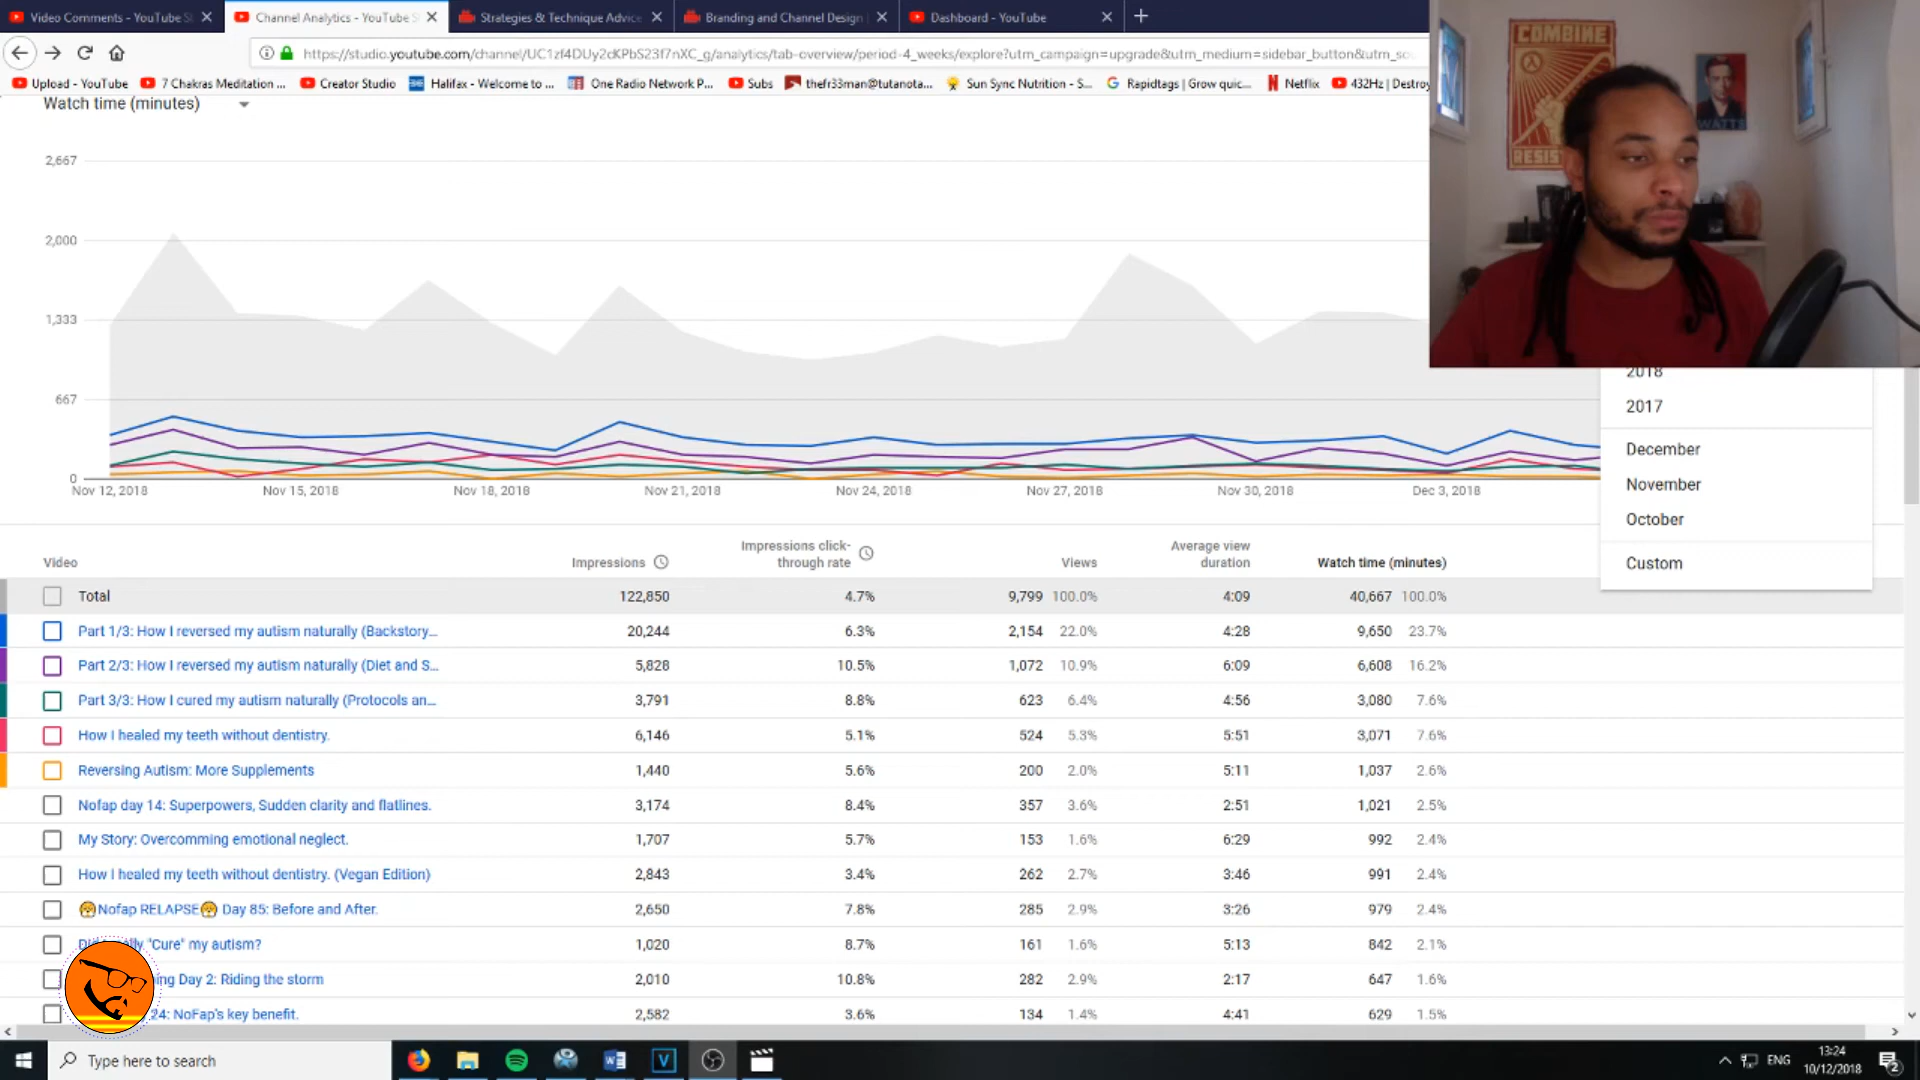 Video Comments - YouTube St
Channel Analytics - YouTube S
Strategies & Technique Advice
Branding and Channel Design
Dashboard - YouTube
https://studio.youtube.com/channel/UC1zf4DUy2dKPbS23f7nXC_g/analytics/tab-overview/period-4_weeks/explore?utm_campaign=upgrade&utm_medium=sidebar_button&utm_so
Upload - YouTube
7 Chakras Meditation ...
Creator Studio
Halifax - Welcome to ...
One Radio Network P...
Subs
thefr33man@tutanota...
Sun Sync Nutrition - S...
Rapidtags | Grow quic...
Netflix
432Hz | Destroy
COMBINE
RESIS
WATTS
Watch time (minutes)
2,667
2,000
1,333
667
0
Nov 12, 2018 Nov 15, 2018 Nov 18, 2018 Nov 21, 2018 Nov 24, 2018 Nov 27, 2018 Nov 30, 2018 Dec 3, 2018
2018
2017
December
November
October
Custom
Video Impressions Impressions click-through rate Views Average view duration Watch time (minutes)
Total 122,850 4.7% 9,799 100.0% 4:09 40,667 100.0%
Part 1/3: How I reversed my autism naturally (Backstory... 20,244 6.3% 2,154 22.0% 4:28 9,650 23.7%
Part 2/3: How I reversed my autism naturally (Diet and S... 5,828 10.5% 1,072 10.9% 6:09 6,608 16.2%
Part 3/3: How I cured my autism naturally (Protocols an... 3,791 8.8% 623 6.4% 4:56 3,080 7.6%
How I healed my teeth without dentistry. 6,146 5.1% 524 5.3% 5:51 3,071 7.6%
Reversing Autism: More Supplements 1,440 5.6% 200 2.0% 5:11 1,037 2.6%
Nofap day 14: Superpowers, Sudden clarity and flatlines. 3,174 8.4% 357 3.6% 2:51 1,021 2.5%
My Story: Overcomming emotional neglect. 1,707 5.7% 153 1.6% 6:29 992 2.4%
How I healed my teeth without dentistry. (Vegan Edition) 2,843 3.4% 262 2.7% 3:46 991 2.4%
Nofap RELAPSE Day 85: Before and After. 2,650 7.8% 285 2.9% 3:26 979 2.4%
"Cure" my autism? 1,020 8.7% 161 1.6% 5:13 842 2.1%
ing Day 2: Riding the storm 2,010 10.8% 282 2.9% 2:17 647 1.6%
24: NoFap's key benefit. 2,582 3.6% 134 1.4% 4:41 629 1.5%
Type here to search
ENG
13:24
10/12/2018
2